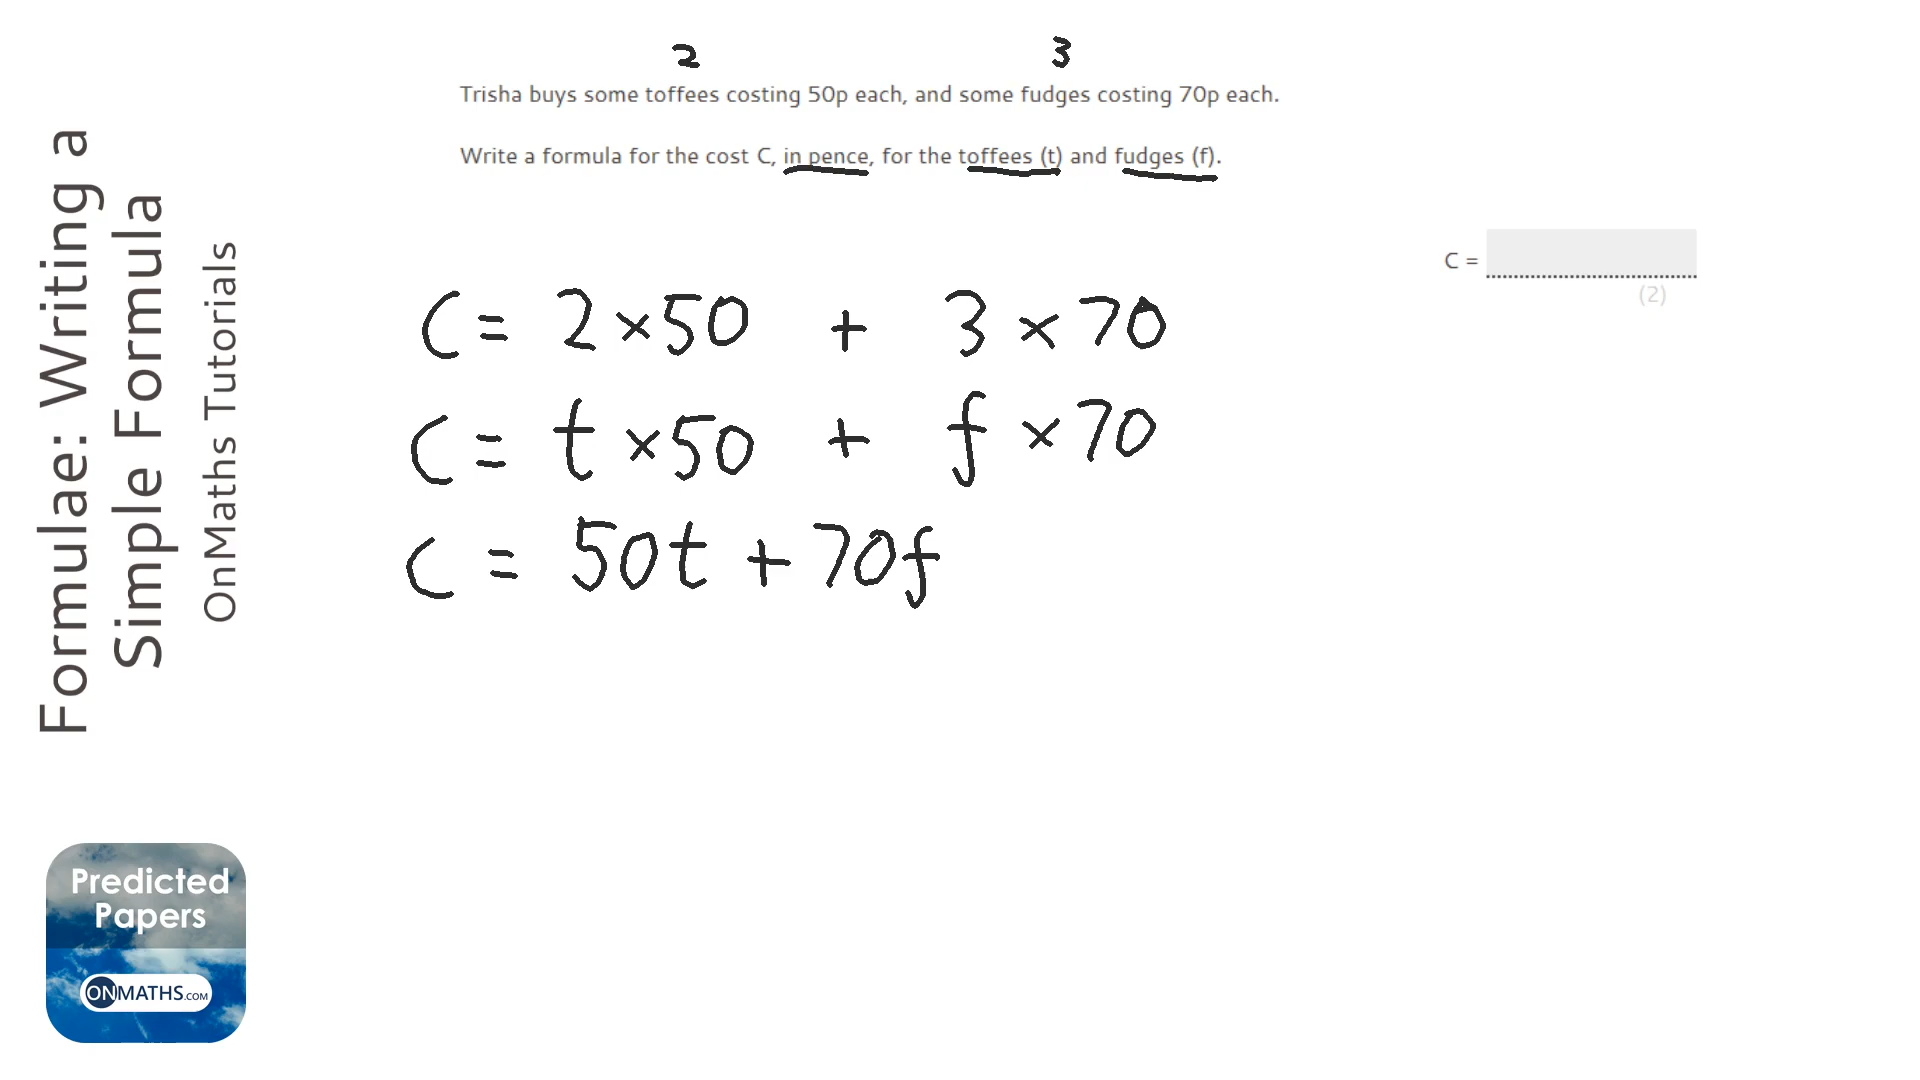 Formulae: Writing a
Simple Formula
OnMaths Tutorials
2 3
Trisha buys some toffees costing 50p each, and some fudges costing 70p each.
Write a formula for the cost C, in pence, for the toffees (t) and fudges (f).
C =
(2)
C = 2 × 50 + 3 × 70
C = t × 50 + f × 70
C = 50t + 70f
Predicted
Papers
ONMATHS.COM